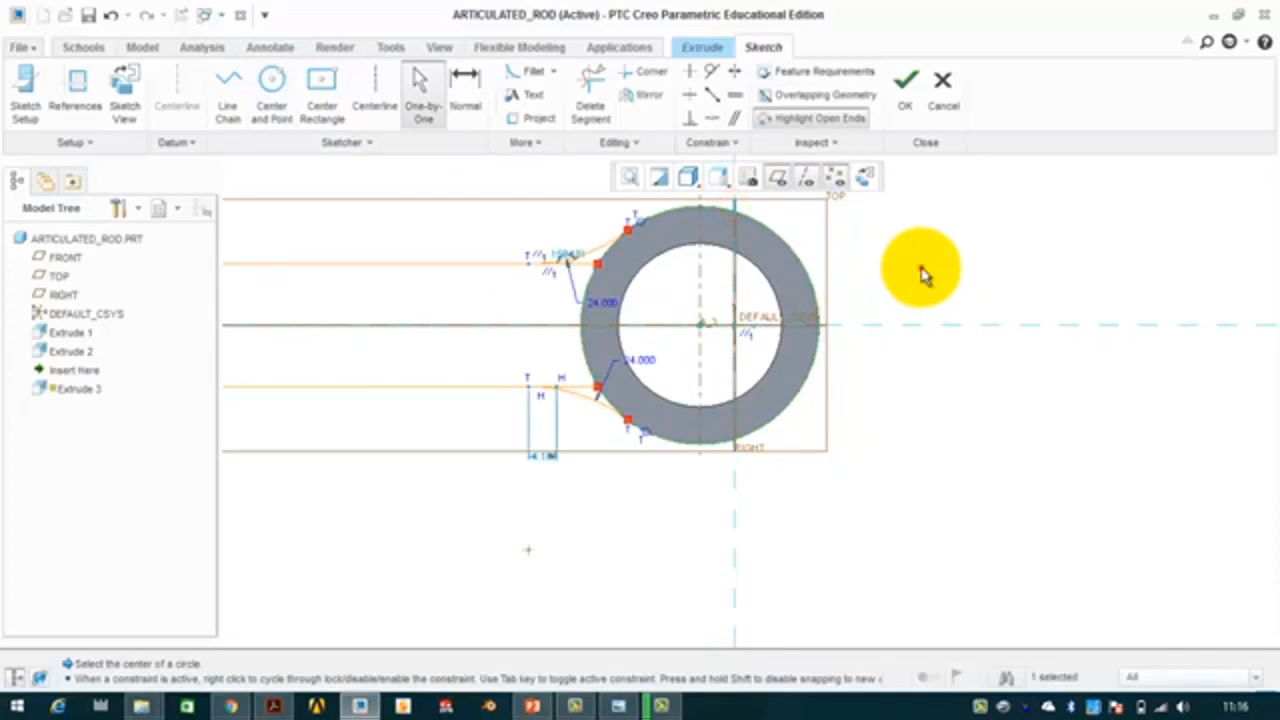 ARTICULATED_ROD (Active) - PTC Creo Parametric Educational Edition
File Schools Model Analysis Annotate Render Tools View Flexible Modeling Applications Extrude Sketch
Sketch Setup
References
Sketch View
Centerline
Line Chain
Center and Point
Center Rectangle
Centerline
One-by-One
Normal
Fillet
Text
Project
Delete Segment
Corner
Mirror
Feature Requirements
Overlapping Geometry
Highlight Open Ends
OK
Cancel
Setup Datum Sketcher More Editing Constrain Inspect Close
Model Tree
ARTICULATED_ROD.PRT
FRONT
TOP
RIGHT
DEFAULT_CSYS
Extrude 1
Extrude 2
Insert Here
Extrude 3
TOP
T
24.000
24.000
T H
H
T
RIGHT
Select the center of a circle.
When a constraint is active, right click to cycle through lock/disable/enable the constraint. Use Tab key to toggle active constraint. Press and hold Shift to disable snapping to new
1 selected
All
11:16